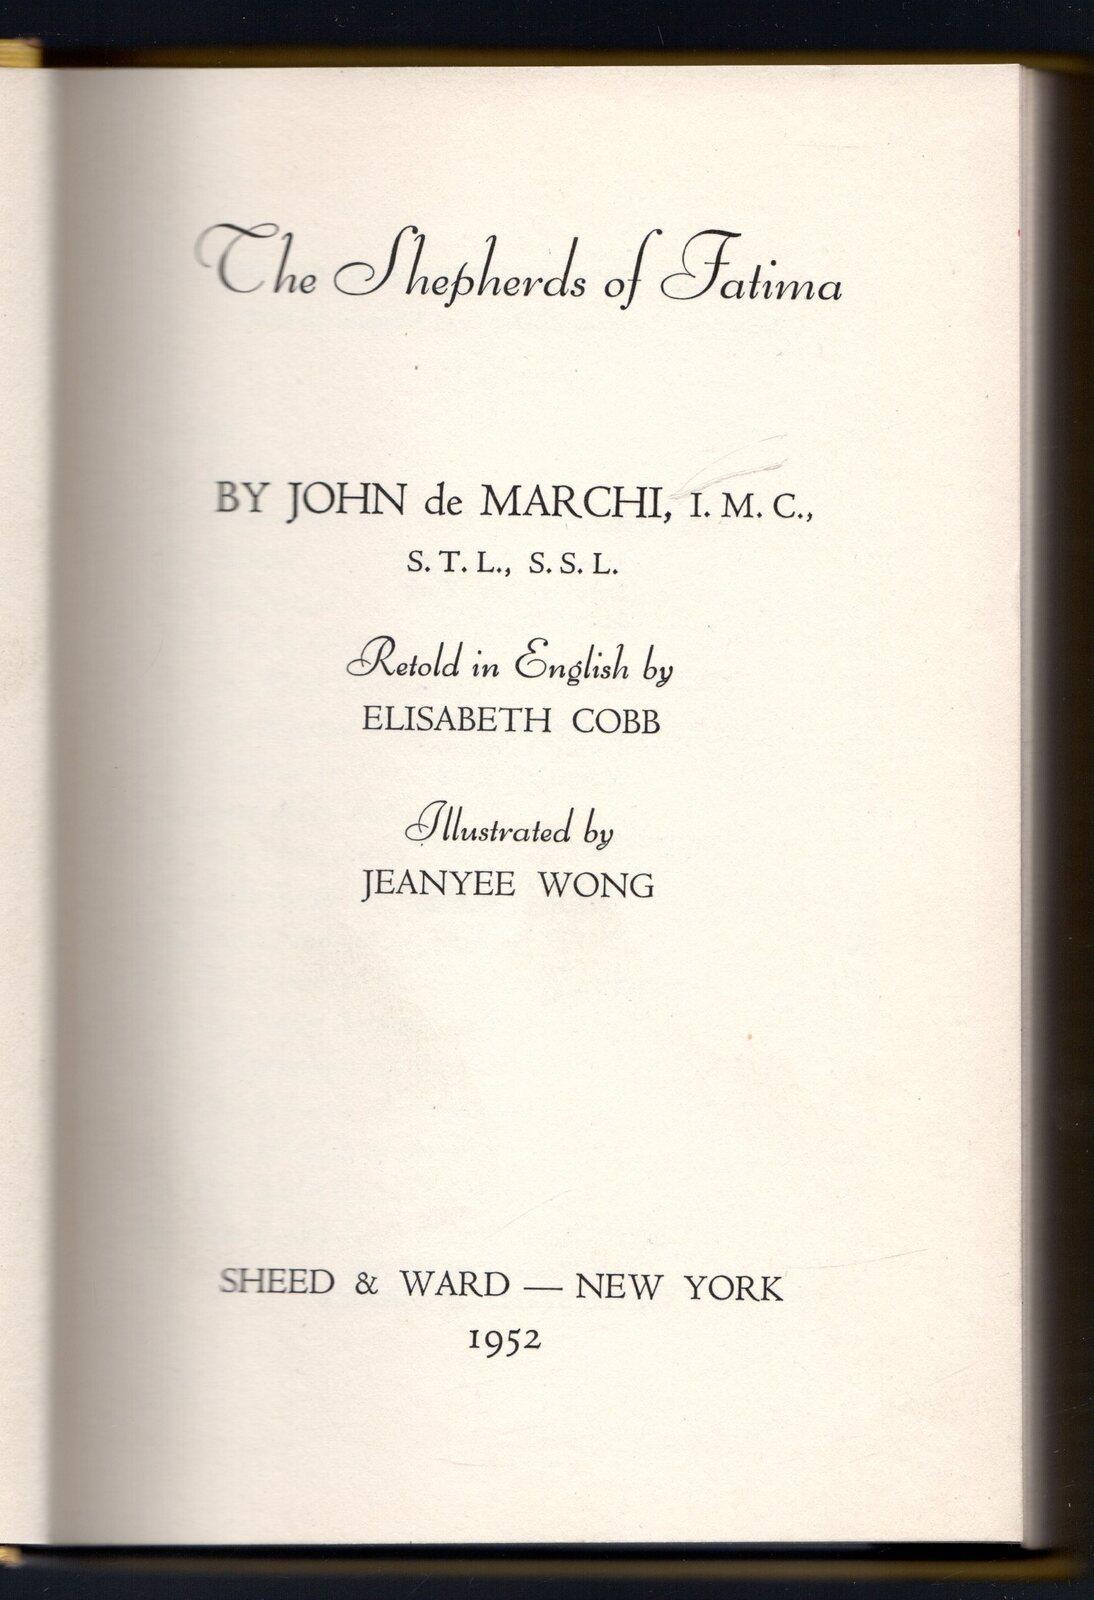 The Shepherds of Fatima
BY JOHN de MARCHI, I. M. C.,
S. T. L., S. S. L.
Retold in English by
ELISABETH COBB
Illustrated by
JEANYEE WONG
SHEED & WARD — NEW YORK
1952